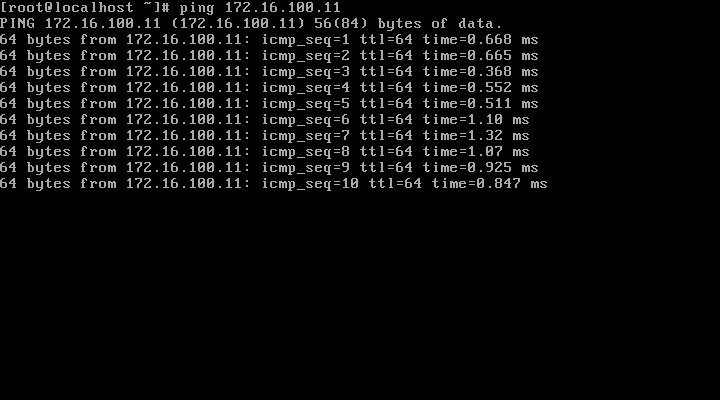 [root@localhost ~]# ping 172.16.100.11
PING 172.16.100.11 (172.16.100.11) 56(84) bytes of data.
64 bytes from 172.16.100.11: icmp_seq=1 ttl=64 time=0.668 ms
64 bytes from 172.16.100.11: icmp_seq=2 ttl=64 time=0.665 ms
64 bytes from 172.16.100.11: icmp_seq=3 ttl=64 time=0.368 ms
64 bytes from 172.16.100.11: icmp_seq=4 ttl=64 time=0.552 ms
64 bytes from 172.16.100.11: icmp_seq=5 ttl=64 time=0.511 ms
64 bytes from 172.16.100.11: icmp_seq=6 ttl=64 time=1.10 ms
64 bytes from 172.16.100.11: icmp_seq=7 ttl=64 time=1.32 ms
64 bytes from 172.16.100.11: icmp_seq=8 ttl=64 time=1.07 ms
64 bytes from 172.16.100.11: icmp_seq=9 ttl=64 time=0.925 ms
64 bytes from 172.16.100.11: icmp_seq=10 ttl=64 time=0.847 ms